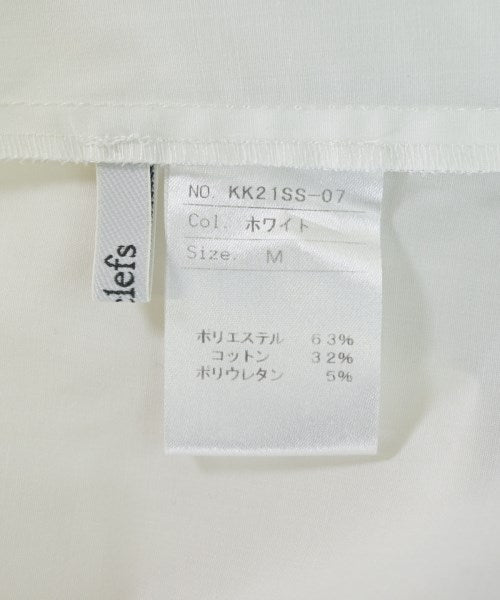 NO. KK21SS-07
Col. ホワイト
Size. M
ポリエステル 63%
コットン 32%
ポリウレタン 5%